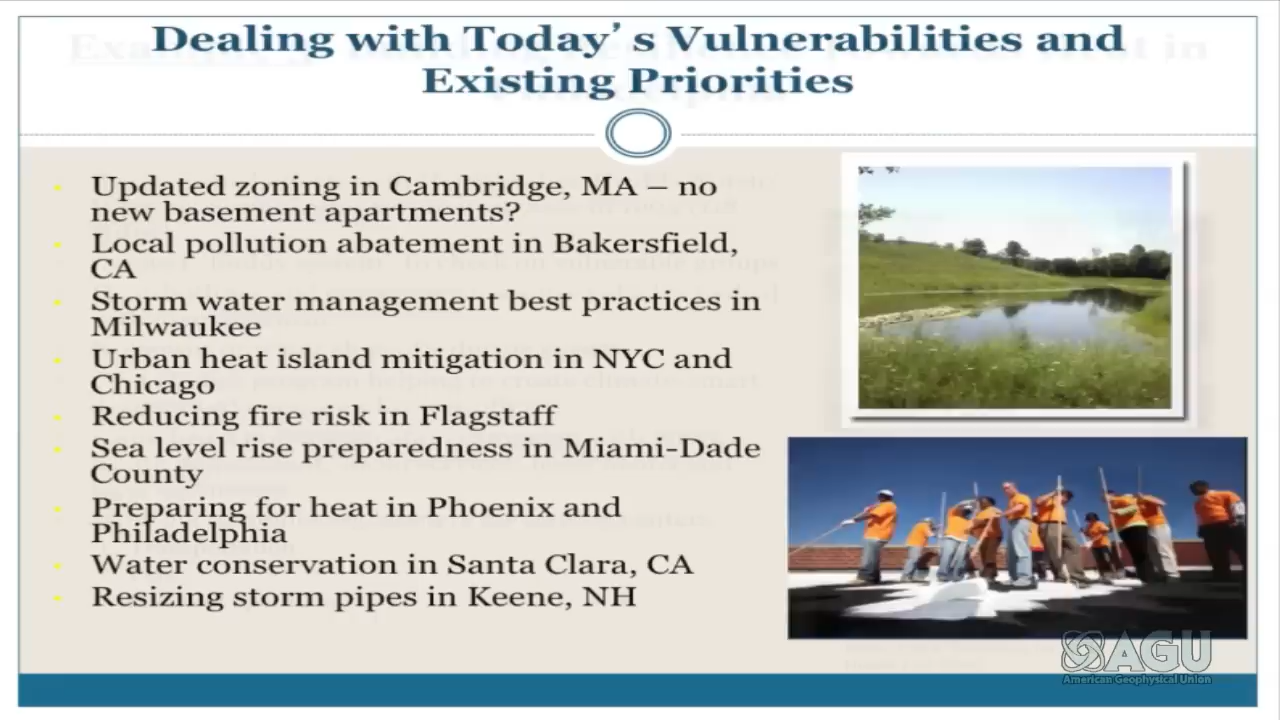 Dealing with Today's Vulnerabilities and
Existing Priorities
Updated zoning in Cambridge, MA – no
new basement apartments?
Local pollution abatement in Bakersfield,
CA
Storm water management best practices in
Milwaukee
Urban heat island mitigation in NYC and
Chicago
Reducing fire risk in Flagstaff
Sea level rise preparedness in Miami-Dade
County
Preparing for heat in Phoenix and
Philadelphia
Water conservation in Santa Clara, CA
Resizing storm pipes in Keene, NH
AGU
American Geophysical Union